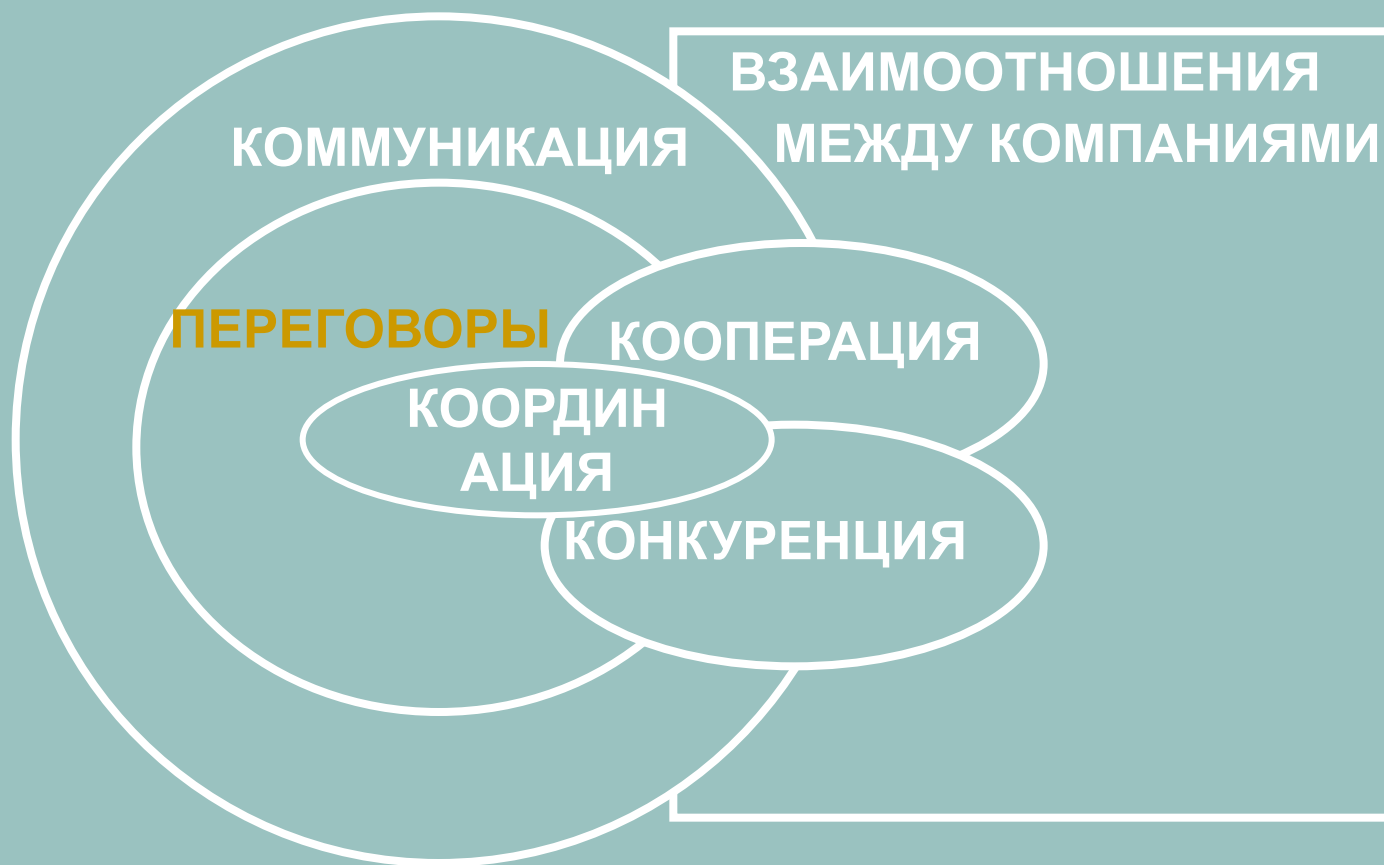 ВЗАИМООТНОШЕНИЯ
МЕЖДУ КОМПАНИЯМИ
КОММУНИКАЦИЯ
ПЕРЕГОВОРЫ
КООПЕРАЦИЯ
КООРДИН
АЦИЯ
КОНКУРЕНЦИЯ